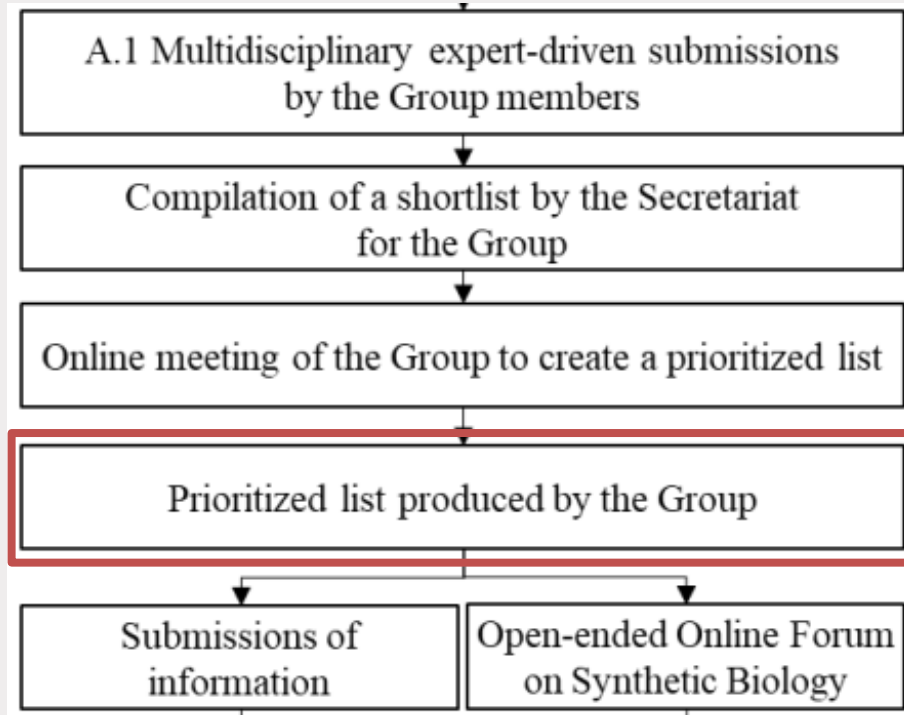 A.1 Multidisciplinary expert-driven submissions
by the Group members
Compilation of a shortlist by the Secretariat
for the Group
Online meeting of the Group to create a prioritized list
Prioritized list produced by the Group
Submissions of
information
Open-ended Online Forum
on Synthetic Biology